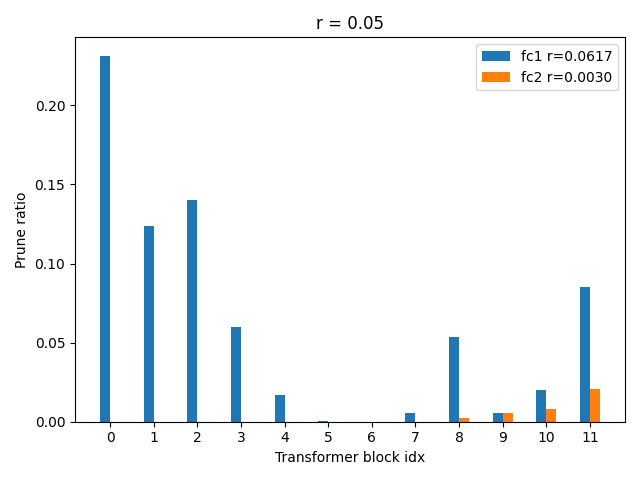 r = 0.05
fc1 r=0.0617
fc2 r=0.0030
Prune ratio
0.20
0.15
0.10
0.05
0.00
0 1 2 3 4 5 6 7 8 9 10 11
Transformer block idx